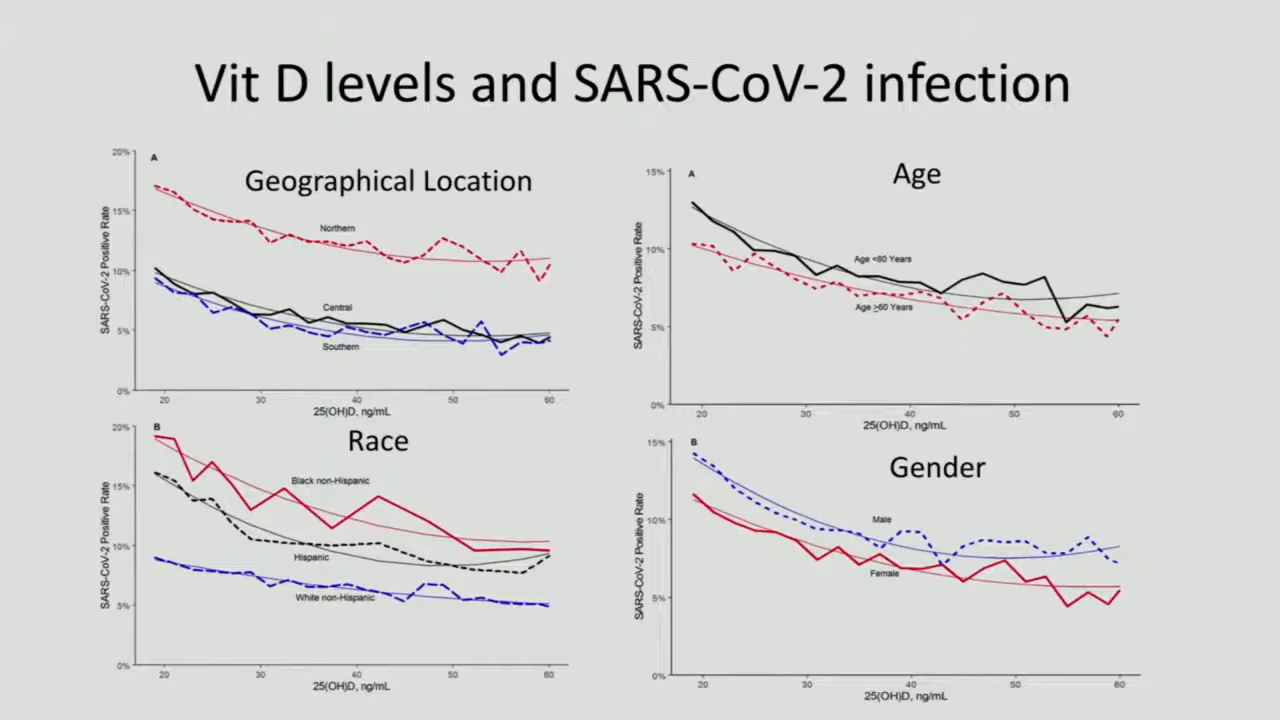 Vit D levels and SARS-CoV-2 infection
A
Geographical Location
20%
15%
10%
5%
0%
SARS-CoV-2 Positive Rate
Northern
Central
Southern
20 30 40 50 60
25(OH)D, ng/mL
A
Age
15%
10%
5%
0%
SARS-CoV-2 Positive Rate
Age <60 Years
Age ≥60 Years
20 30 40 50 60
25(OH)D, ng/mL
B
Race
20%
15%
10%
5%
0%
SARS-CoV-2 Positive Rate
Black non-Hispanic
Hispanic
White non-Hispanic
20 30 40 50 60
25(OH)D, ng/mL
B
Gender
15%
10%
5%
0%
SARS-CoV-2 Positive Rate
Male
Female
20 30 40 50 60
25(OH)D, ng/mL